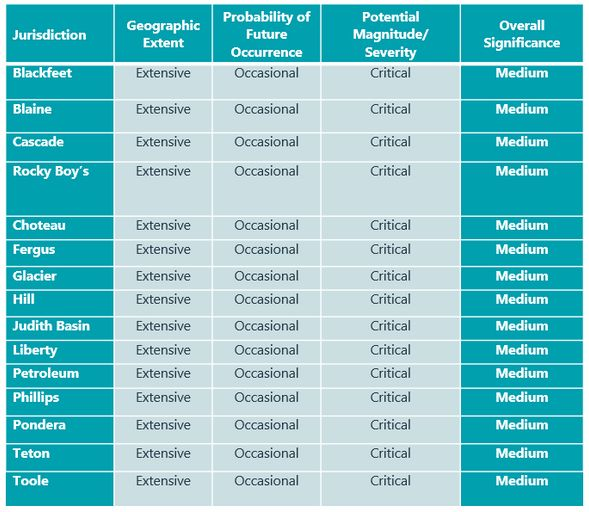 Jurisdiction Geographic Extent Probability of Future Occurrence Potential Magnitude/ Severity Overall Significance
Blackfeet Extensive Occasional Critical Medium
Blaine Extensive Occasional Critical Medium
Cascade Extensive Occasional Critical Medium
Rocky Boy's Extensive Occasional Critical Medium
Choteau Extensive Occasional Critical Medium
Fergus Extensive Occasional Critical Medium
Glacier Extensive Occasional Critical Medium
Hill Extensive Occasional Critical Medium
Judith Basin Extensive Occasional Critical Medium
Liberty Extensive Occasional Critical Medium
Petroleum Extensive Occasional Critical Medium
Phillips Extensive Occasional Critical Medium
Pondera Extensive Occasional Critical Medium
Teton Extensive Occasional Critical Medium
Toole Extensive Occasional Critical Medium